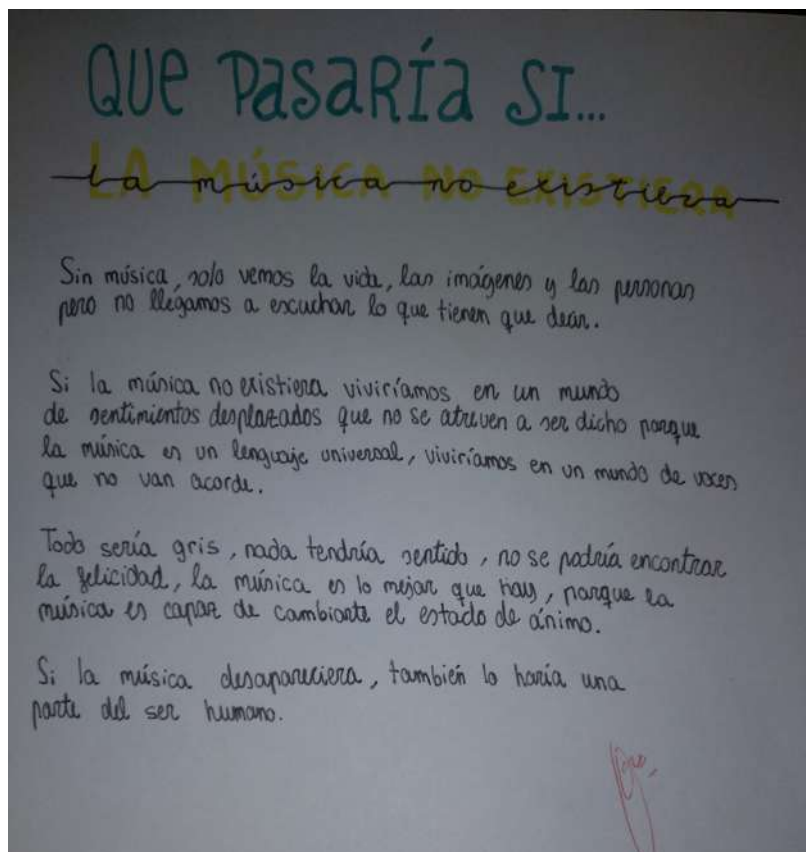 QUE PASARÍA SI...
LA MÚSICA NO EXISTIERA
la música no existiera
Sin música, solo vemos la vida, las imágenes y las personas
pero no llegamos a escuchar lo que tienen que decir.
Si la música no existiera viviríamos en un mundo
de sentimientos desplazados que no se atreven a ser dicho porque
la música es un lenguaje universal, viviríamos en un mundo de voces
que no van acorde.
Todo sería gris, nada tendría sentido, no se podría encontrar
la felicidad, la música es lo mejor que hay, porque la
música es capaz de cambiarte el estado de ánimo.
Si la música desapareciera, también lo haría una
parte del ser humano.